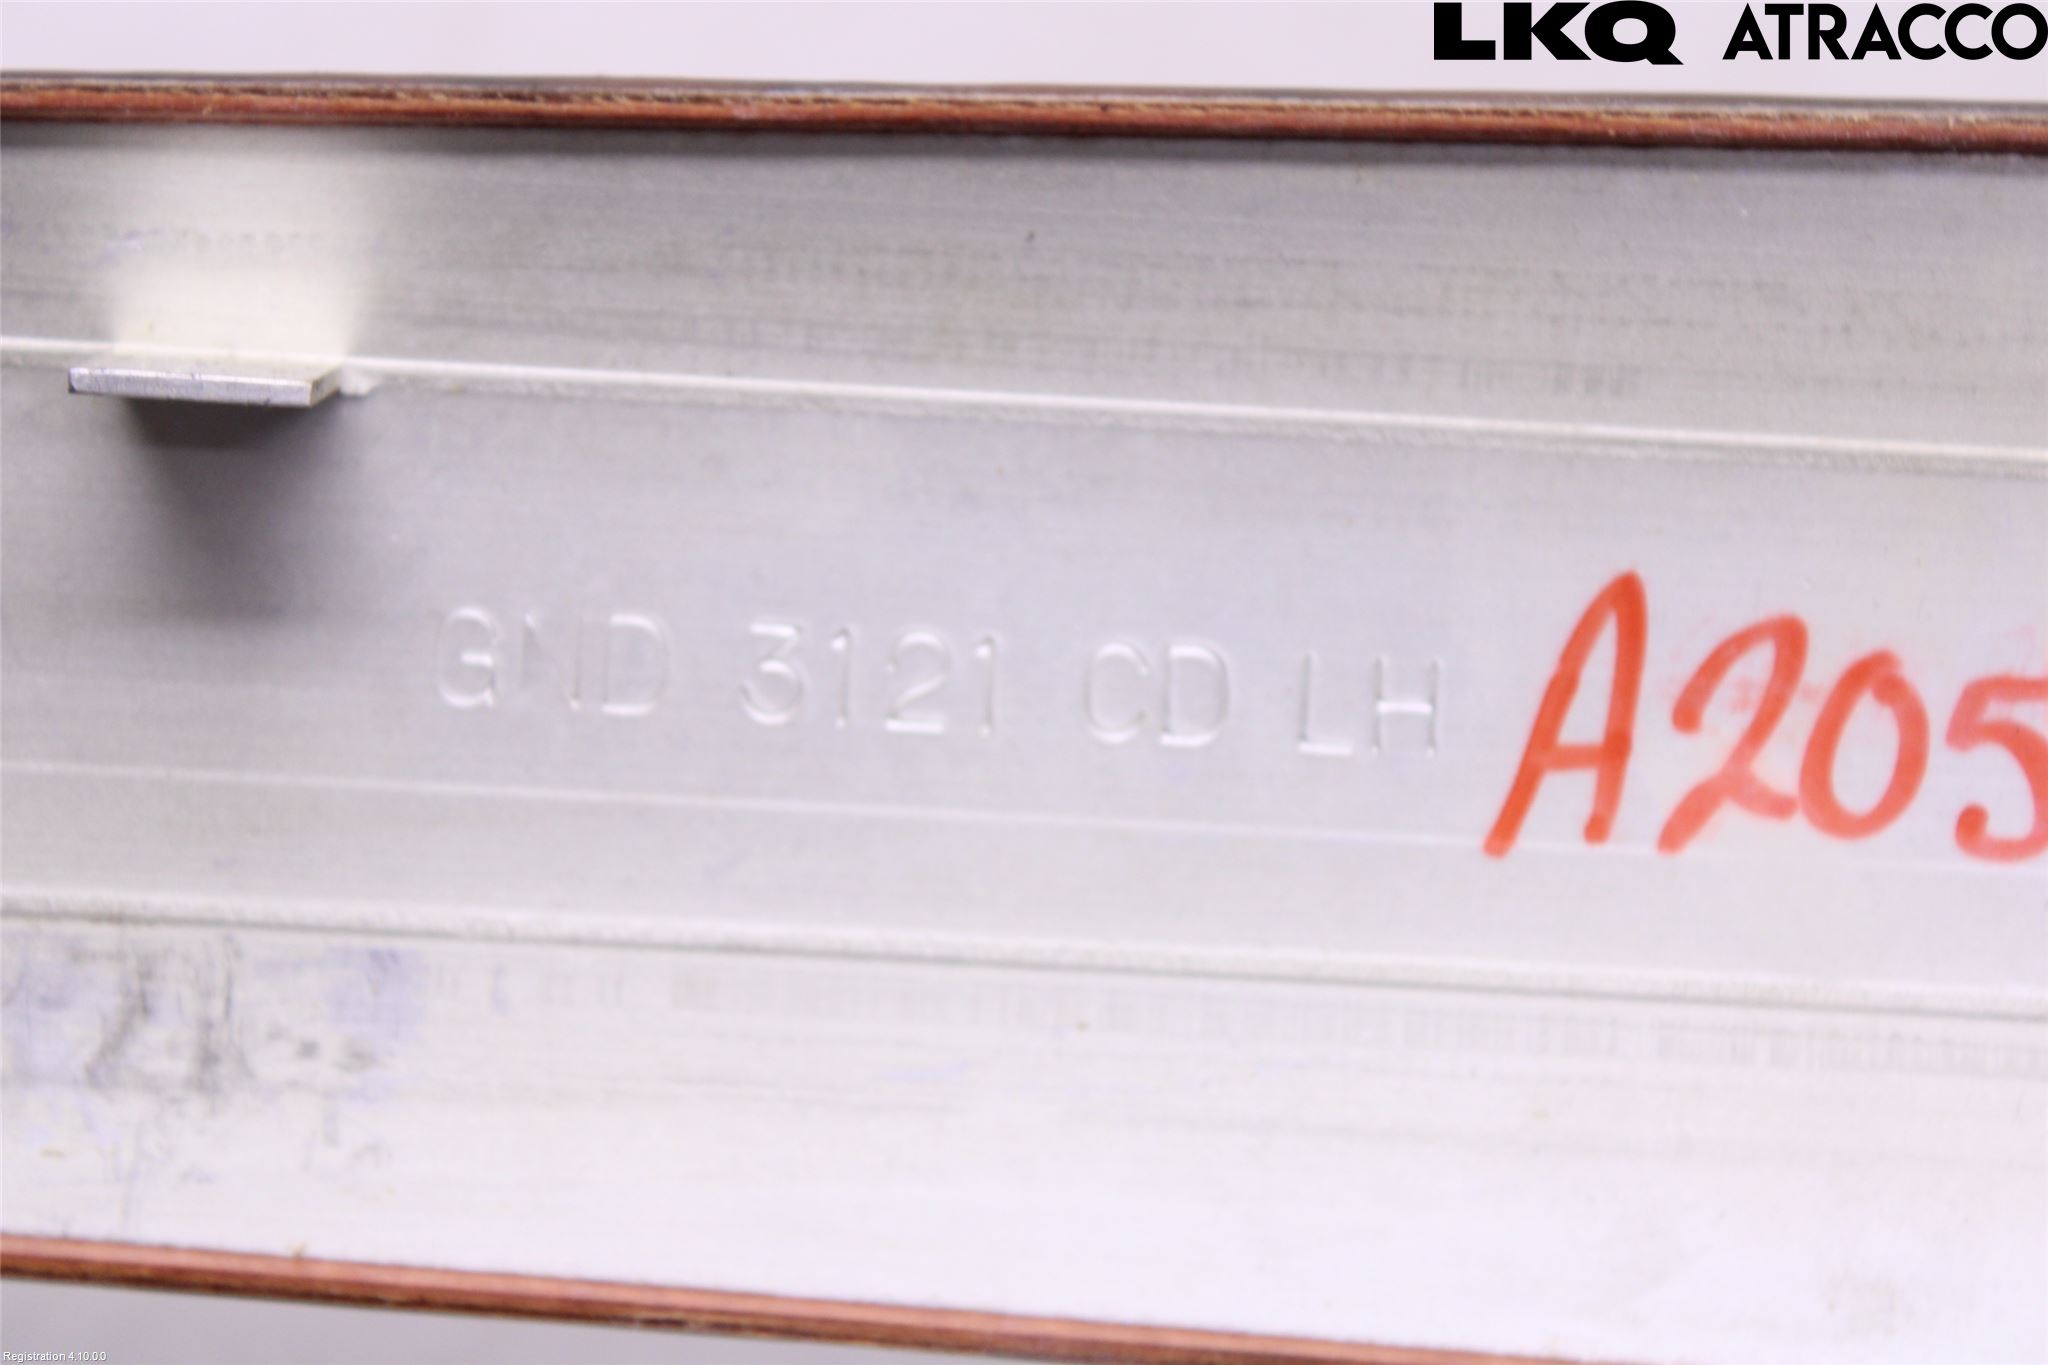 LKQ ATRACCO
GND 3121 CD LH
A205
Registration 4.10.0.0